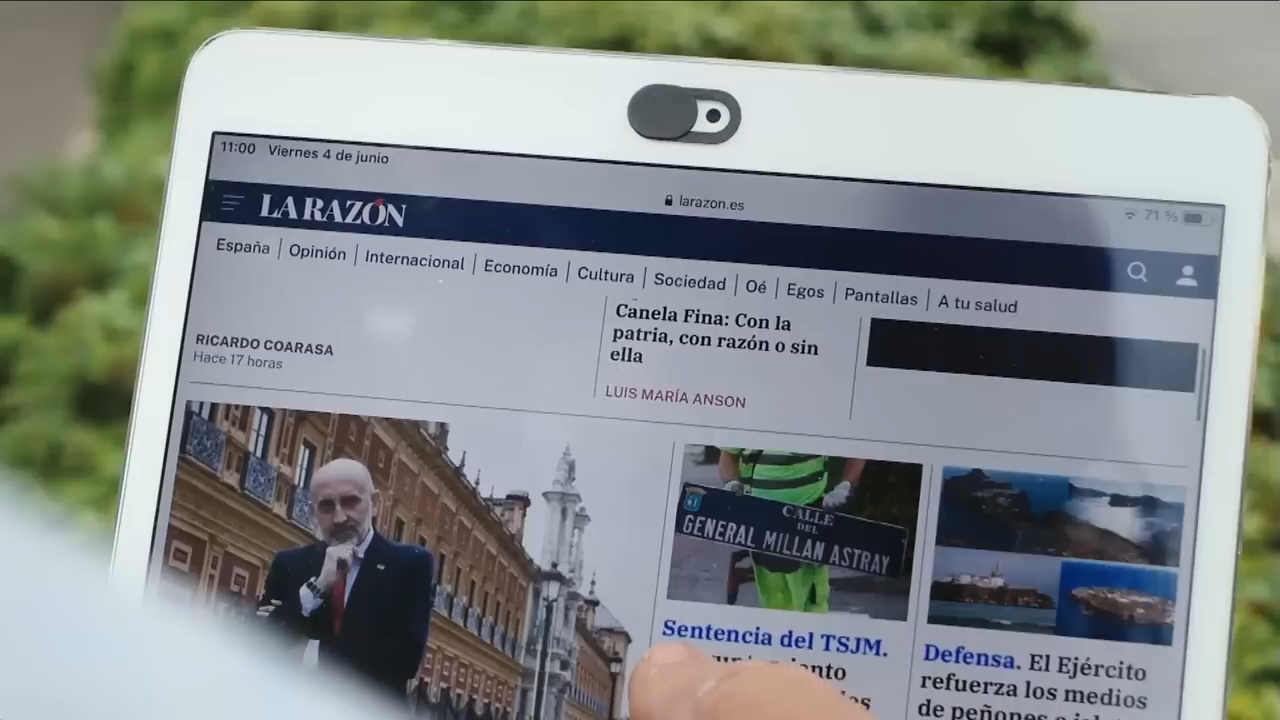 11:00 Viernes 4 de junio
larazon.es
71 %
LA RAZÓN
España | Opinión | Internacional | Economía | Cultura | Sociedad | Oé | Egos | Pantallas | A tu salud
RICARDO COARASA
Hace 17 horas
Canela Fina: Con la
patria, con razón o sin
ella
LUIS MARÍA ANSON
CALLE
DEL
GENERAL MILLAN ASTRAY
Sentencia del TSJM.
Defensa. El Ejército
refuerza los medios
de peñones